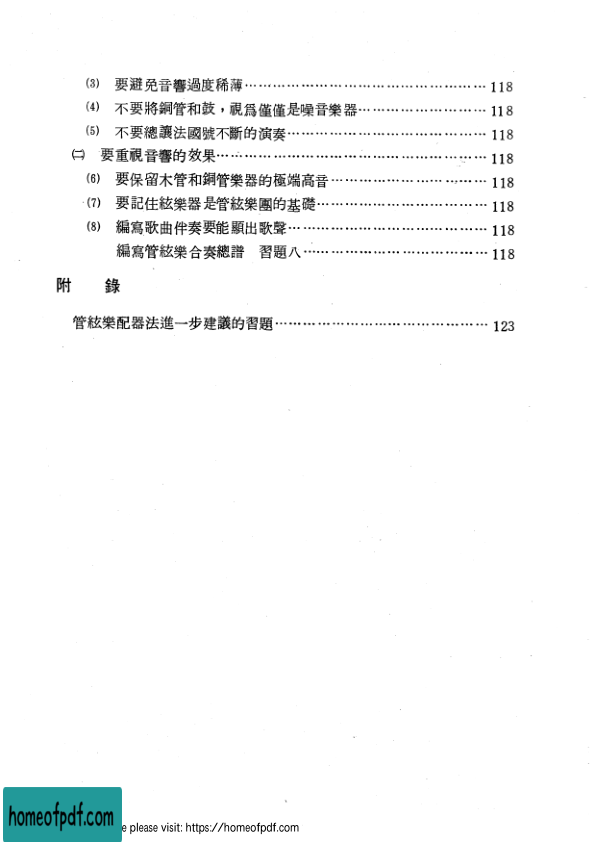 ⑶ 要避免音響過度稀薄…………………………………………… 118
⑷ 不要將銅管和鼓，視爲僅僅是噪音樂器……………………… 118
⑸ 不要總讓法國號不斷的演奏…………………………………… 118
㈡ 要重視音響的效果………………………………………………… 118
⑹ 要保留木管和銅管樂器的極端高音…………………………… 118
⑺ 要記住絃樂器是管絃樂團的基礎……………………………… 118
⑻ 編寫歌曲伴奏要能顯出歌聲…………………………………… 118
編寫管絃樂合奏總譜　習題八………………………………… 118
附　錄
管絃樂配器法進一步建議的習題……………………………………… 123
homeofpdf.com
e please visit: https://homeofpdf.com